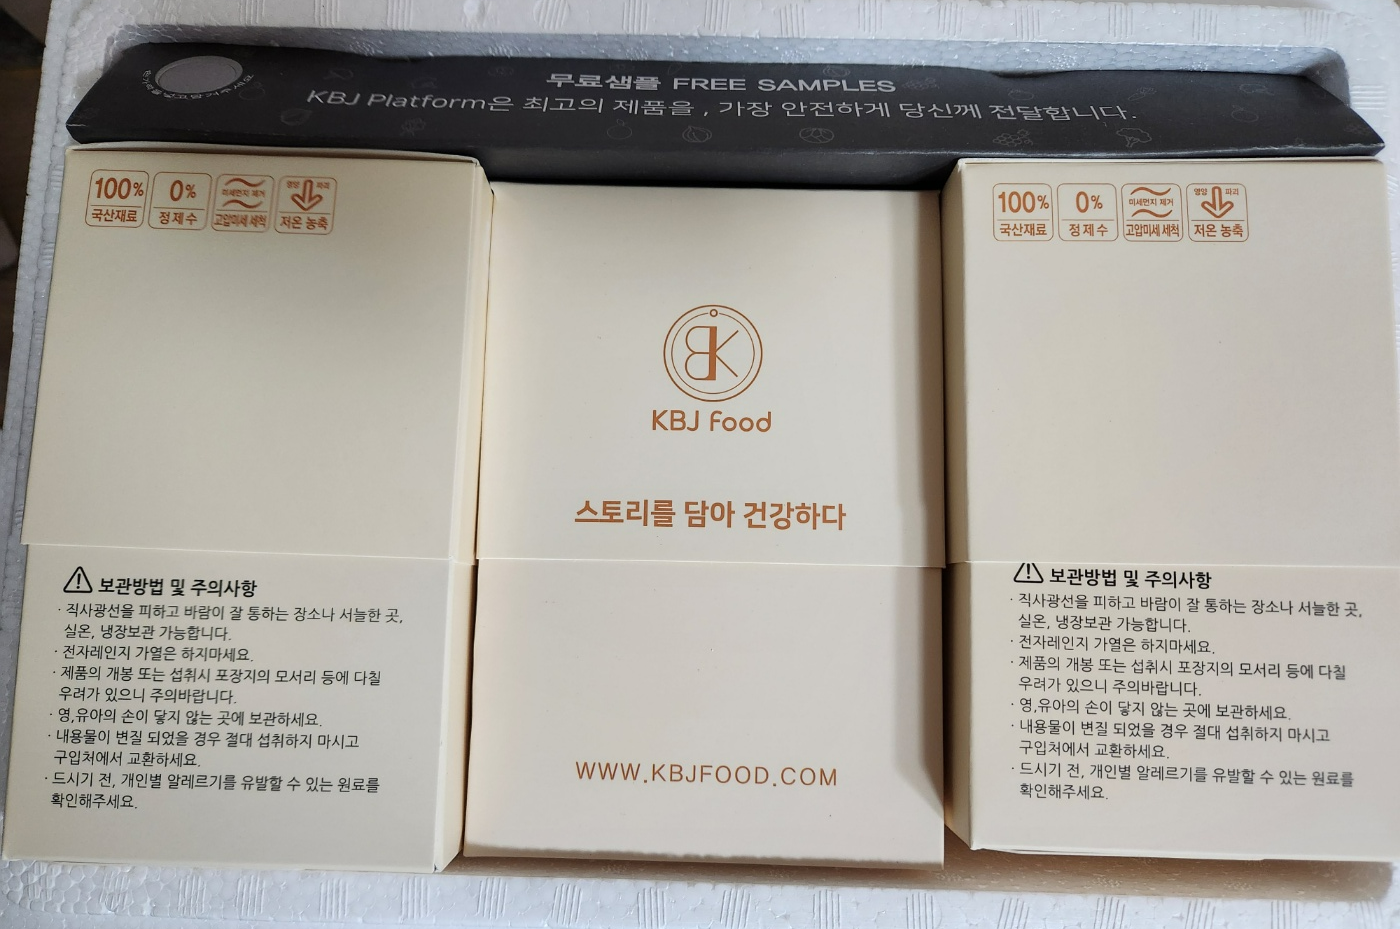 무료샘플 FREE SAMPLES
KBJ Platform은 최고의 제품을 , 가장 안전하게 당신께 전달합니다.
100%
국산재료
0%
정제수
미세먼지 제거
고압미세 세척
영양 파괴
저온 농축
보관방법 및 주의사항
· 직사광선을 피하고 바람이 잘 통하는 장소나 서늘한 곳,
실온, 냉장보관 가능합니다.
· 전자레인지 가열은 하지마세요.
· 제품의 개봉 또는 섭취시 포장지의 모서리 등에 다칠
우려가 있으니 주의바랍니다.
· 영,유아의 손이 닿지 않는 곳에 보관하세요.
· 내용물이 변질 되었을 경우 절대 섭취하지 마시고
구입처에서 교환하세요.
· 드시기 전, 개인별 알레르기를 유발할 수 있는 원료를
확인해주세요.
BK
KBJ Food
스토리를 담아 건강하다
WWW.KBJFOOD.COM
100%
국산재료
0%
정제수
미세먼지 제거
고압미세 세척
영양 파괴
저온 농축
보관방법 및 주의사항
· 직사광선을 피하고 바람이 잘 통하는 장소나 서늘한 곳,
실온, 냉장보관 가능합니다.
· 전자레인지 가열은 하지마세요.
· 제품의 개봉 또는 섭취시 포장지의 모서리 등에 다칠
우려가 있으니 주의바랍니다.
· 영,유아의 손이 닿지 않는 곳에 보관하세요.
· 내용물이 변질 되었을 경우 절대 섭취하지 마시고
구입처에서 교환하세요.
· 드시기 전, 개인별 알레르기를 유발할 수 있는 원료를
확인해주세요.